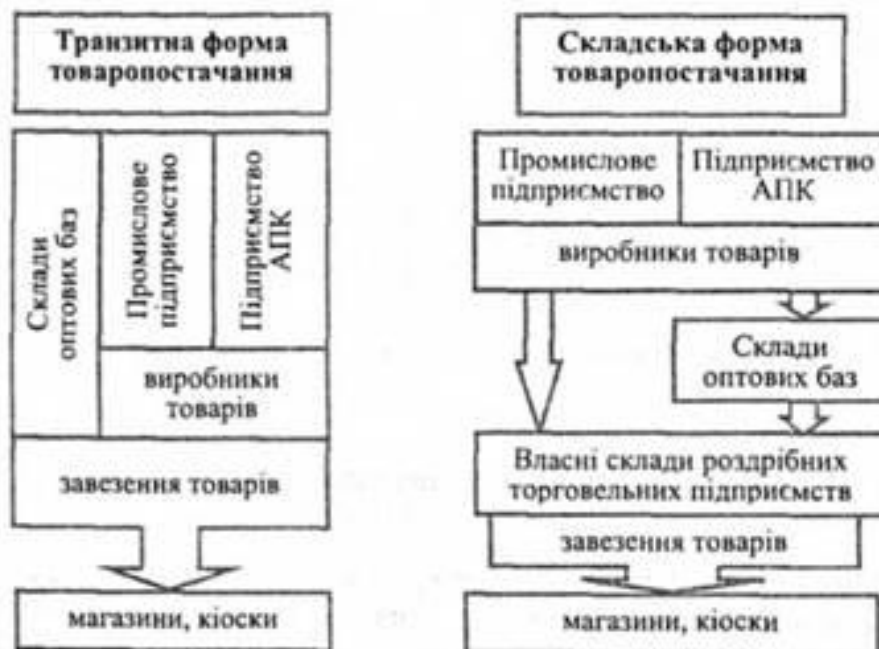 Транзитна форма
товаропостачання
Склади
оптових баз
Промислове
підприємство
Підприємство
АПК
виробники
товарів
завезення товарів
магазини, кіоски
Складська форма
товаропостачання
Промислове
підприємство
Підприємство
АПК
виробники товарів
Склади
оптових баз
Власні склади роздрібних
торговельних підприємств
завезення товарів
магазини, кіоски